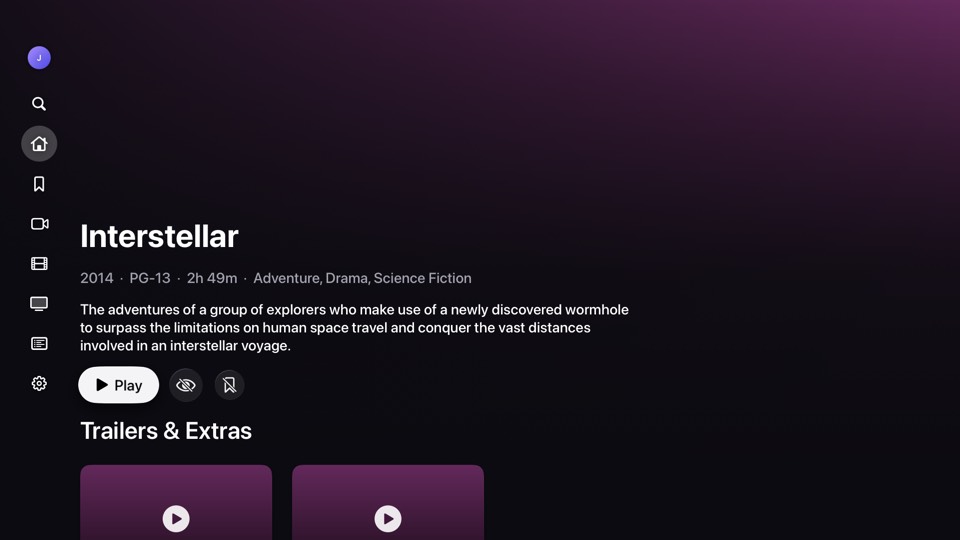 J
Interstellar
2014 · PG-13 · 2h 49m · Adventure, Drama, Science Fiction
The adventures of a group of explorers who make use of a newly discovered wormhole
to surpass the limitations on human space travel and conquer the vast distances
involved in an interstellar voyage.
Play
Trailers & Extras